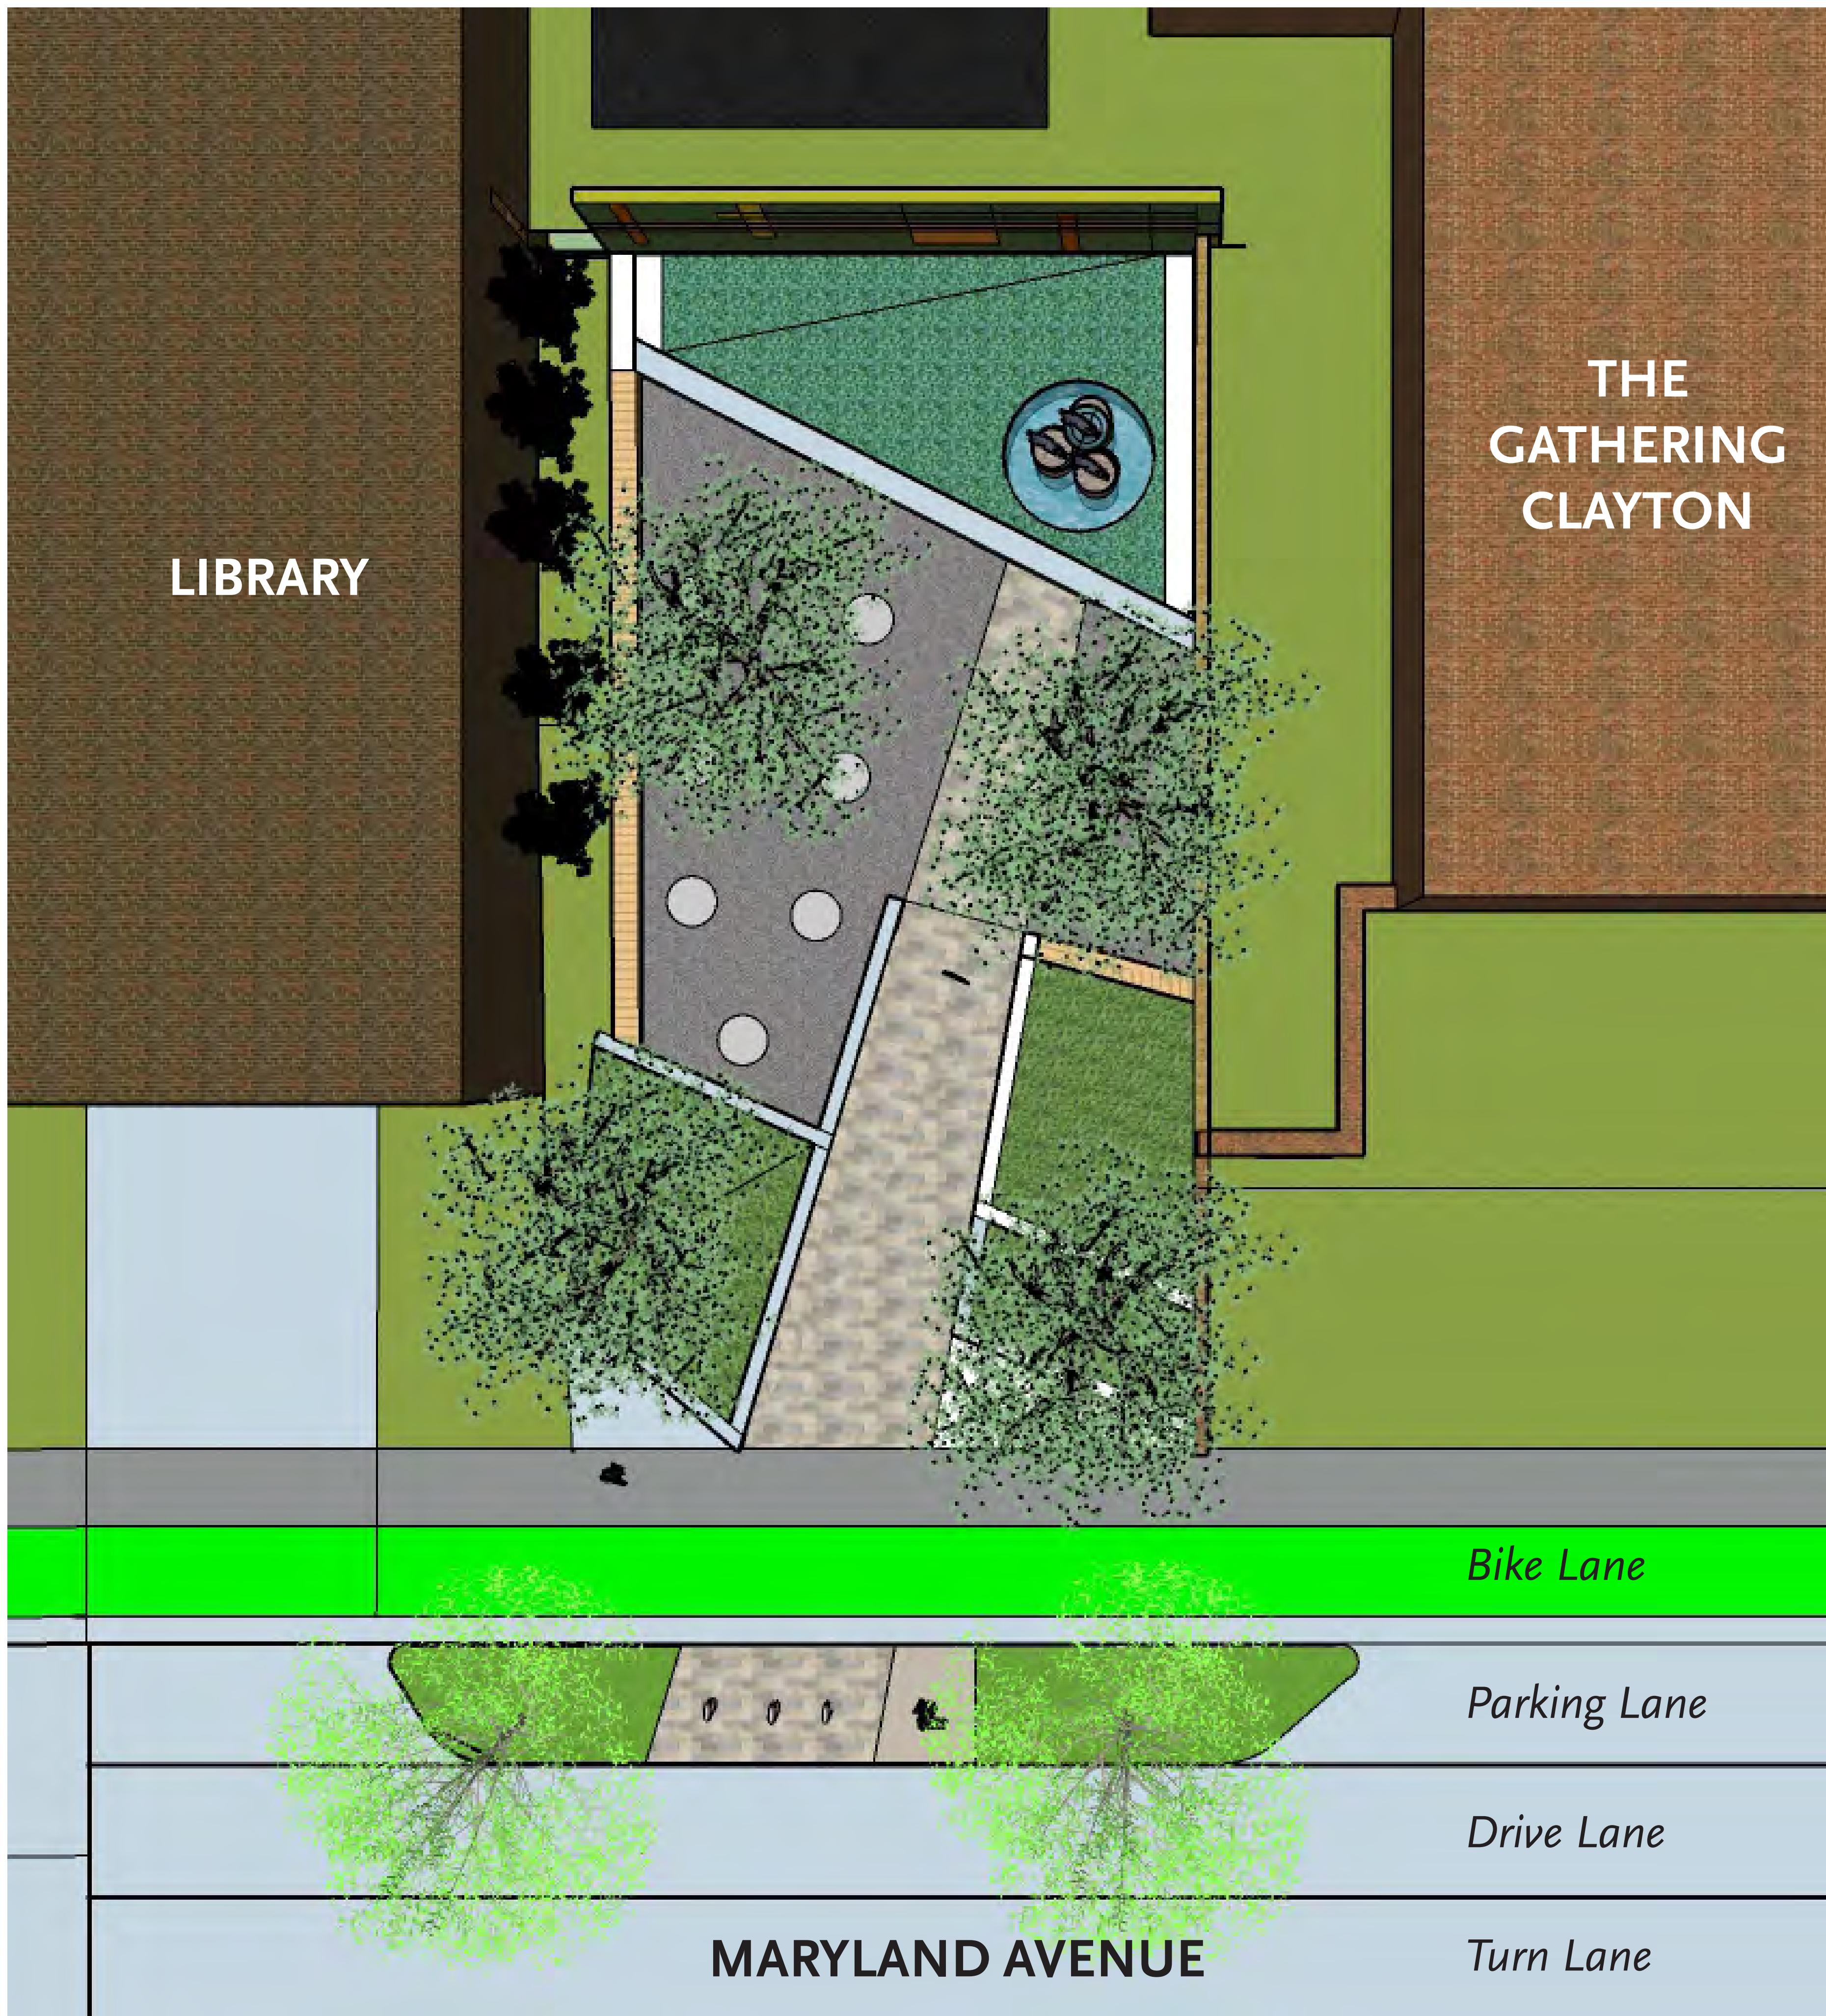 THE
GATHERING
CLAYTON
LIBRARY
Bike Lane
Parking Lane
Drive Lane
MARYLAND AVENUE
Turn Lane